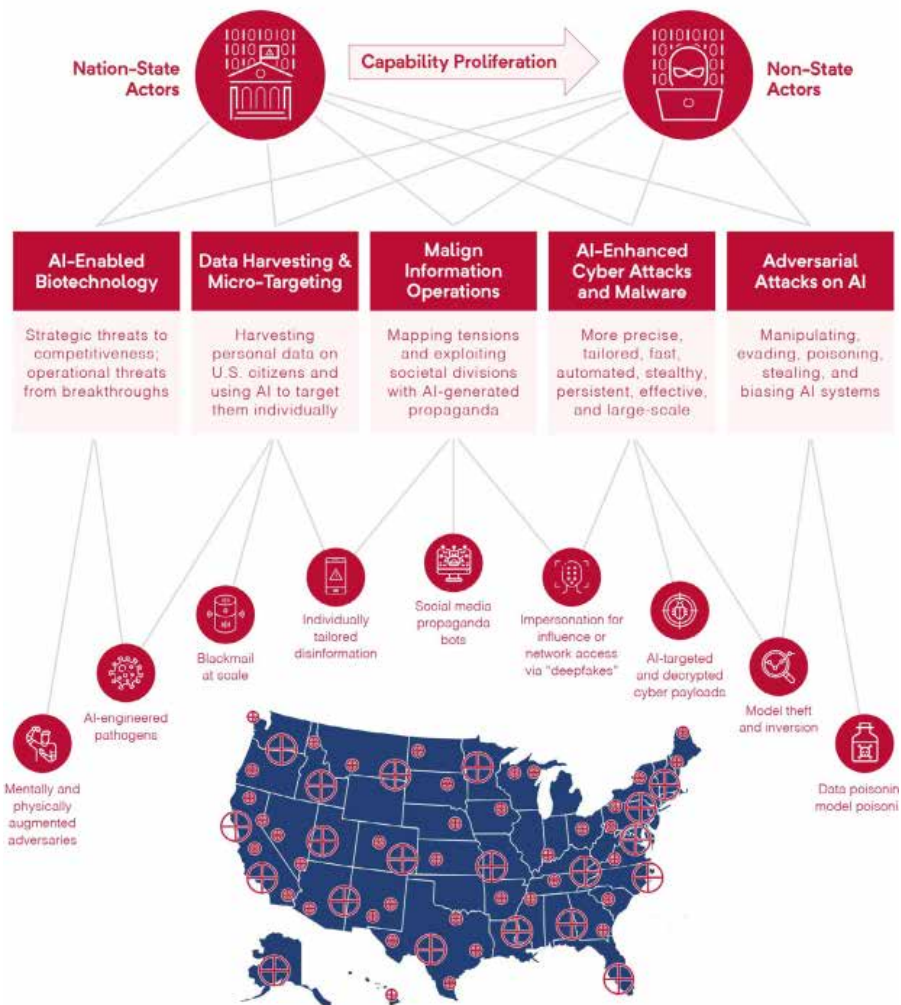 Nation-State
Actors
Capability Proliferation
Non-State
Actors
AI-Enabled
Biotechnology
Strategic threats to
competitiveness;
operational threats
from breakthroughs
Data Harvesting &
Micro-Targeting
Harvesting
personal data on
U.S. citizens and
using AI to target
them individually
Malign
Information
Operations
Mapping tensions
and exploiting
societal divisions
with AI-generated
propaganda
AI-Enhanced
Cyber Attacks
and Malware
More precise,
tailored, fast,
automated, stealthy,
persistent, effective,
and large-scale
Adversarial
Attacks on AI
Manipulating,
evading, poisoning,
stealing, and
biasing AI systems
Mentally and
physically
augmented
adversaries
AI-engineered
pathogens
Blackmail
at scale
Individually
tailored
disinformation
Social media
propaganda
bots
Impersonation for
influence or
network access
via "deepfakes"
AI-targeted
and decrypted
cyber payloads
Model theft
and inversion
Data poisonin
model poisoni